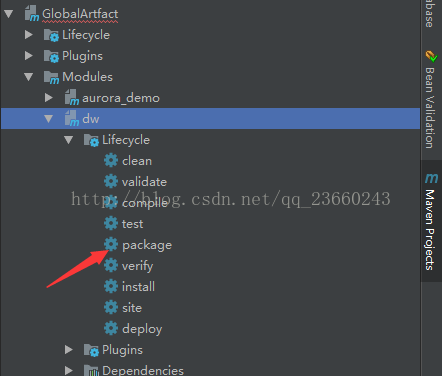 GlobalArtfact
Lifecycle
Plugins
Modules
aurora_demo
dw
Lifecycle
clean
validate
compile
test
package
verify
install
site
deploy
Plugins
Dependencies
http://blog.csdn.net/qq_23660243
abase
Bean Validation
Maven Projects